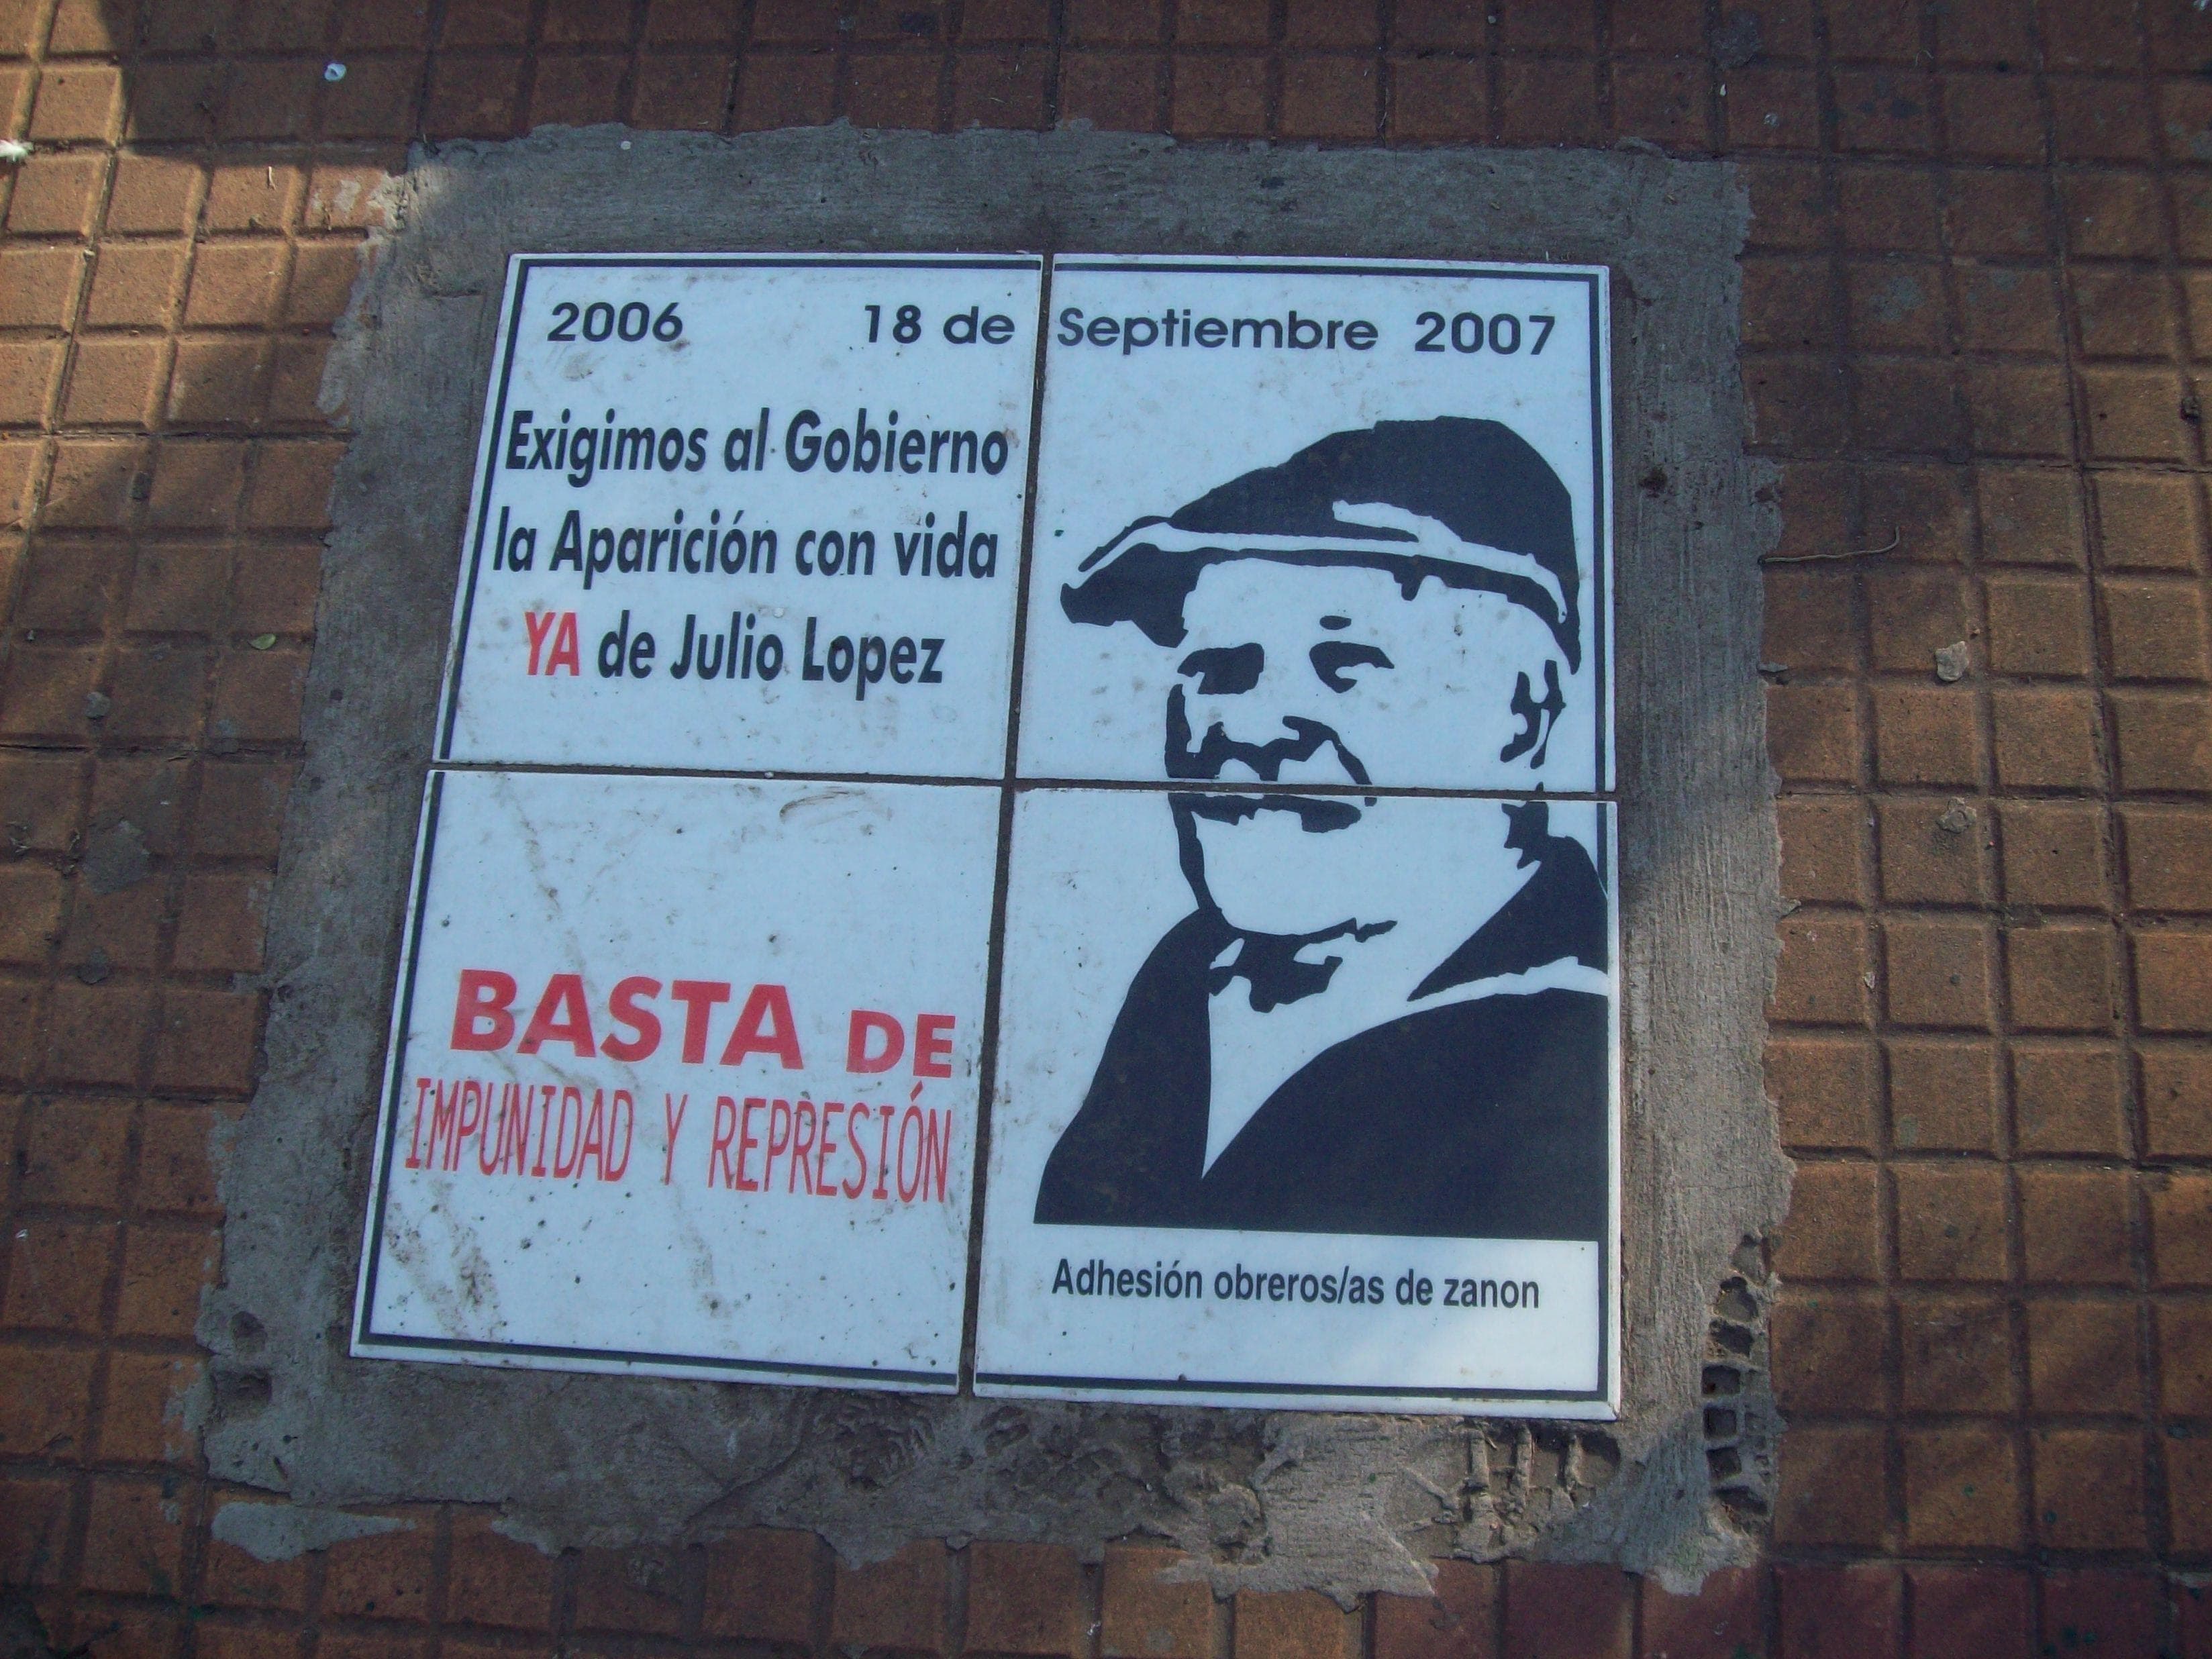 2006 18 de Septiembre 2007
Exigimos al Gobierno
la Aparición con vida
YA de Julio Lopez
BASTA DE
IMPUNIDAD Y REPRESIÓN
Adhesión obreros/as de zanon